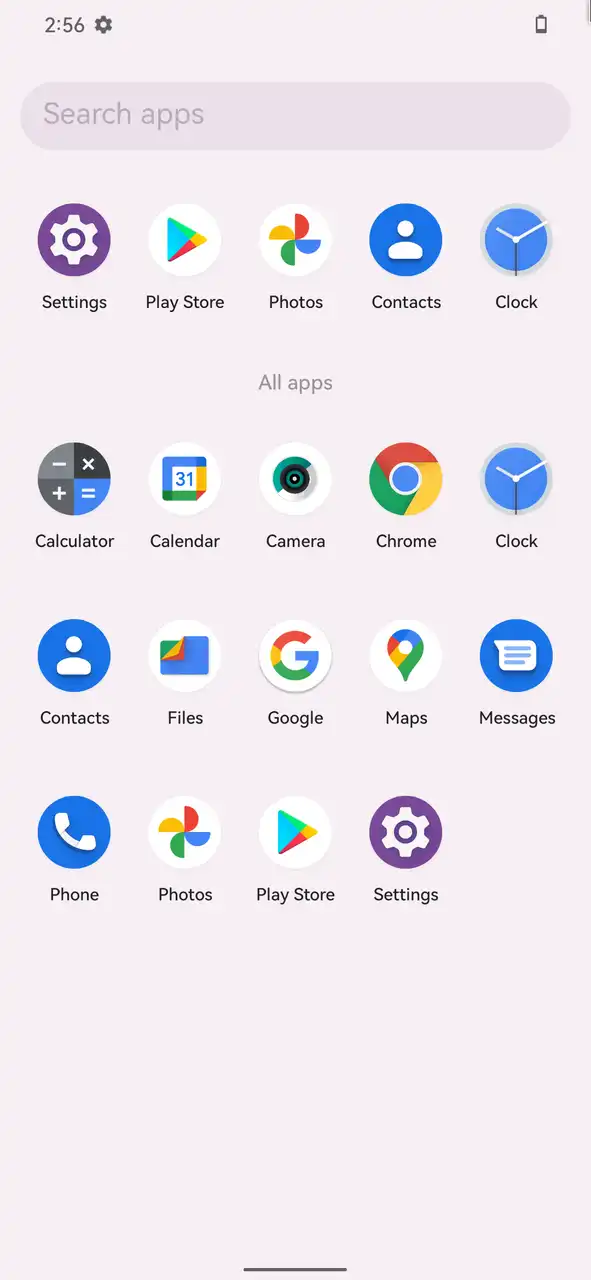 2:56
Search apps
Settings Play Store Photos Contacts Clock
All apps
31
Calculator Calendar Camera Chrome Clock
Contacts Files Google Maps Messages
Phone Photos Play Store Settings